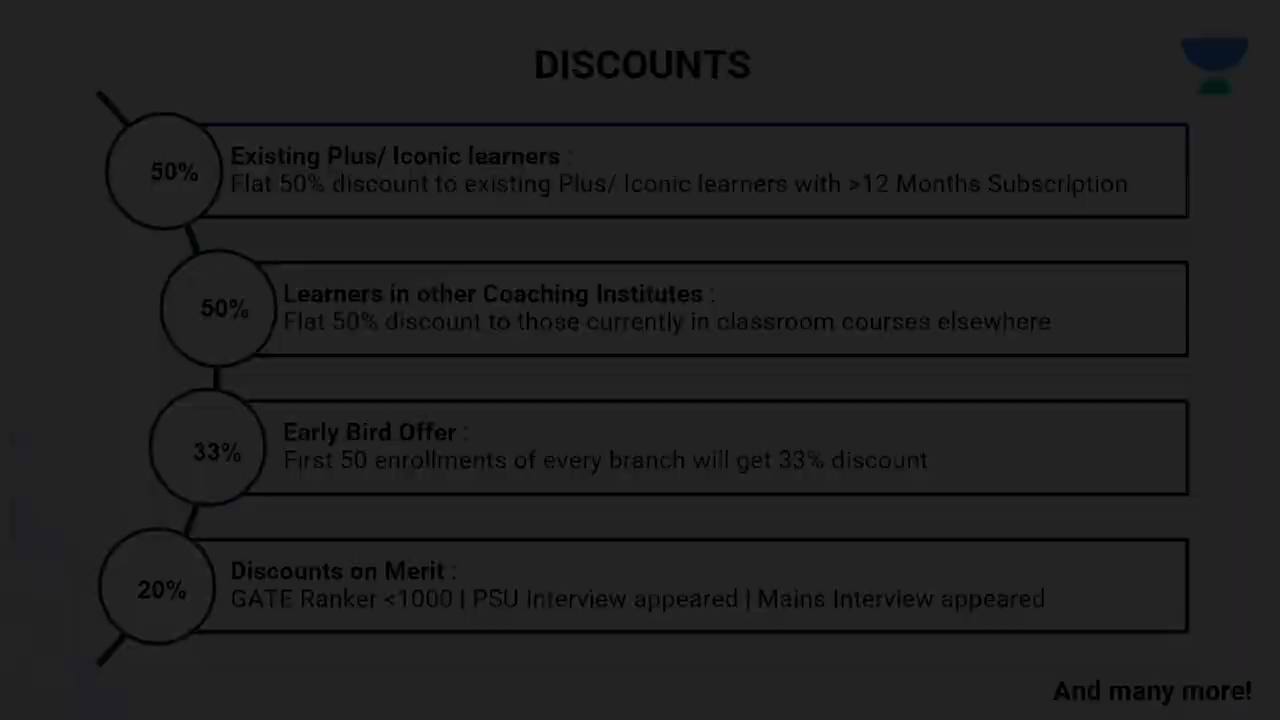 DISCOUNTS
50%
Existing Plus/ Iconic learners :
Flat 50% discount to existing Plus/ Iconic learners with >12 Months Subscription
50%
Learners in other Coaching Institutes :
Flat 50% discount to those currently in classroom courses elsewhere
33%
Early Bird Offer :
First 50 enrollments of every branch will get 33% discount
20%
Discounts on Merit :
GATE Ranker <1000 | PSU Interview appeared | Mains Interview appeared
And many more!